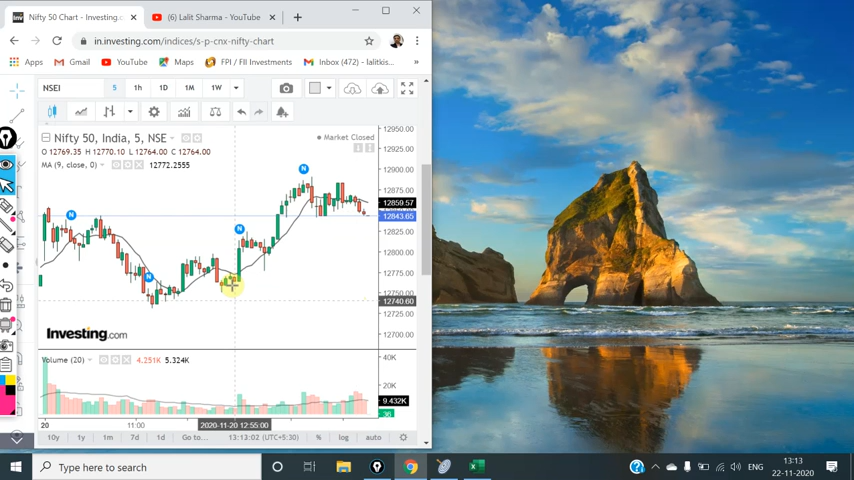 Nifty 50 Chart - Investing.c
(6) Lalit Sharma - YouTube
in.investing.com/indices/s-p-cnx-nifty-chart
Apps
Gmail
YouTube
Maps
FPI / FII Investments
Inbox (472) - lalitkis...
NSEI
5
1h
1D
1M
1W
Nifty 50, India, 5, NSE
Market Closed
O 12769.35 H 12770.10 L 12764.00 C 12764.00
MA (9, close, 0)
12772.2555
12950.00
12925.00
12900.00
12875.00
12859.57
12843.65
12825.00
12800.00
12775.00
12750.00
12740.60
12725.00
12700.00
N
N
N
N
Investing.com
Volume (20)
4.251K 5.324K
40K
20K
9.432K
36
20
11:00
2020-11-20 12:55:00
10y
1y
1m
7d
1d
Go to...
13:13:02 (UTC+5:30)
%
log
auto
Type here to search
ENG
13:13
22-11-2020